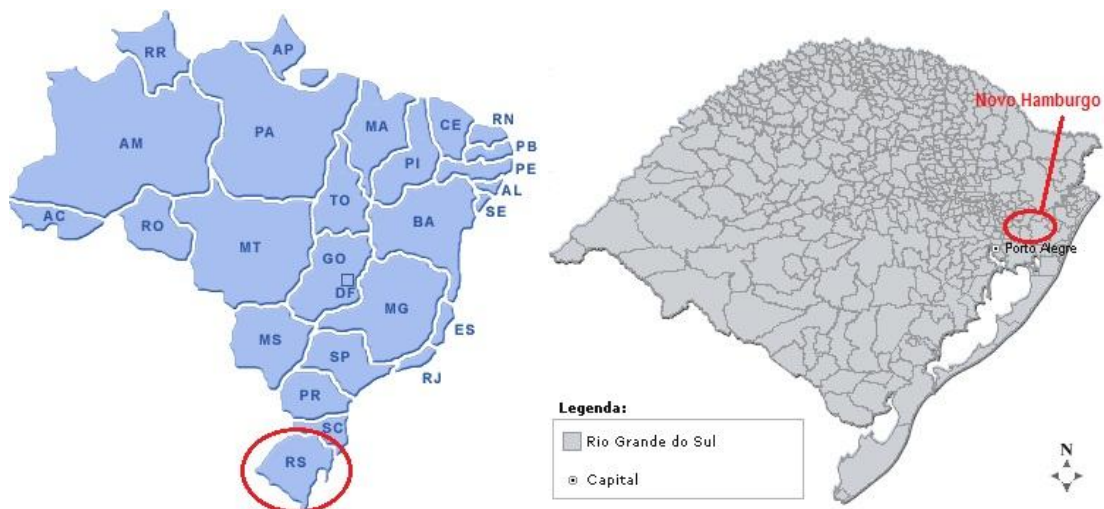 RR
AP
AM
PA
MA
CE
RN
PB
PI
PE
AL
SE
AC
RO
TO
BA
MT
GO
DF
MG
ES
MS
SP
RJ
PR
SC
RS
Novo Hamburgo
Porto Alegre
Legenda:
Rio Grande do Sul
Capital
N